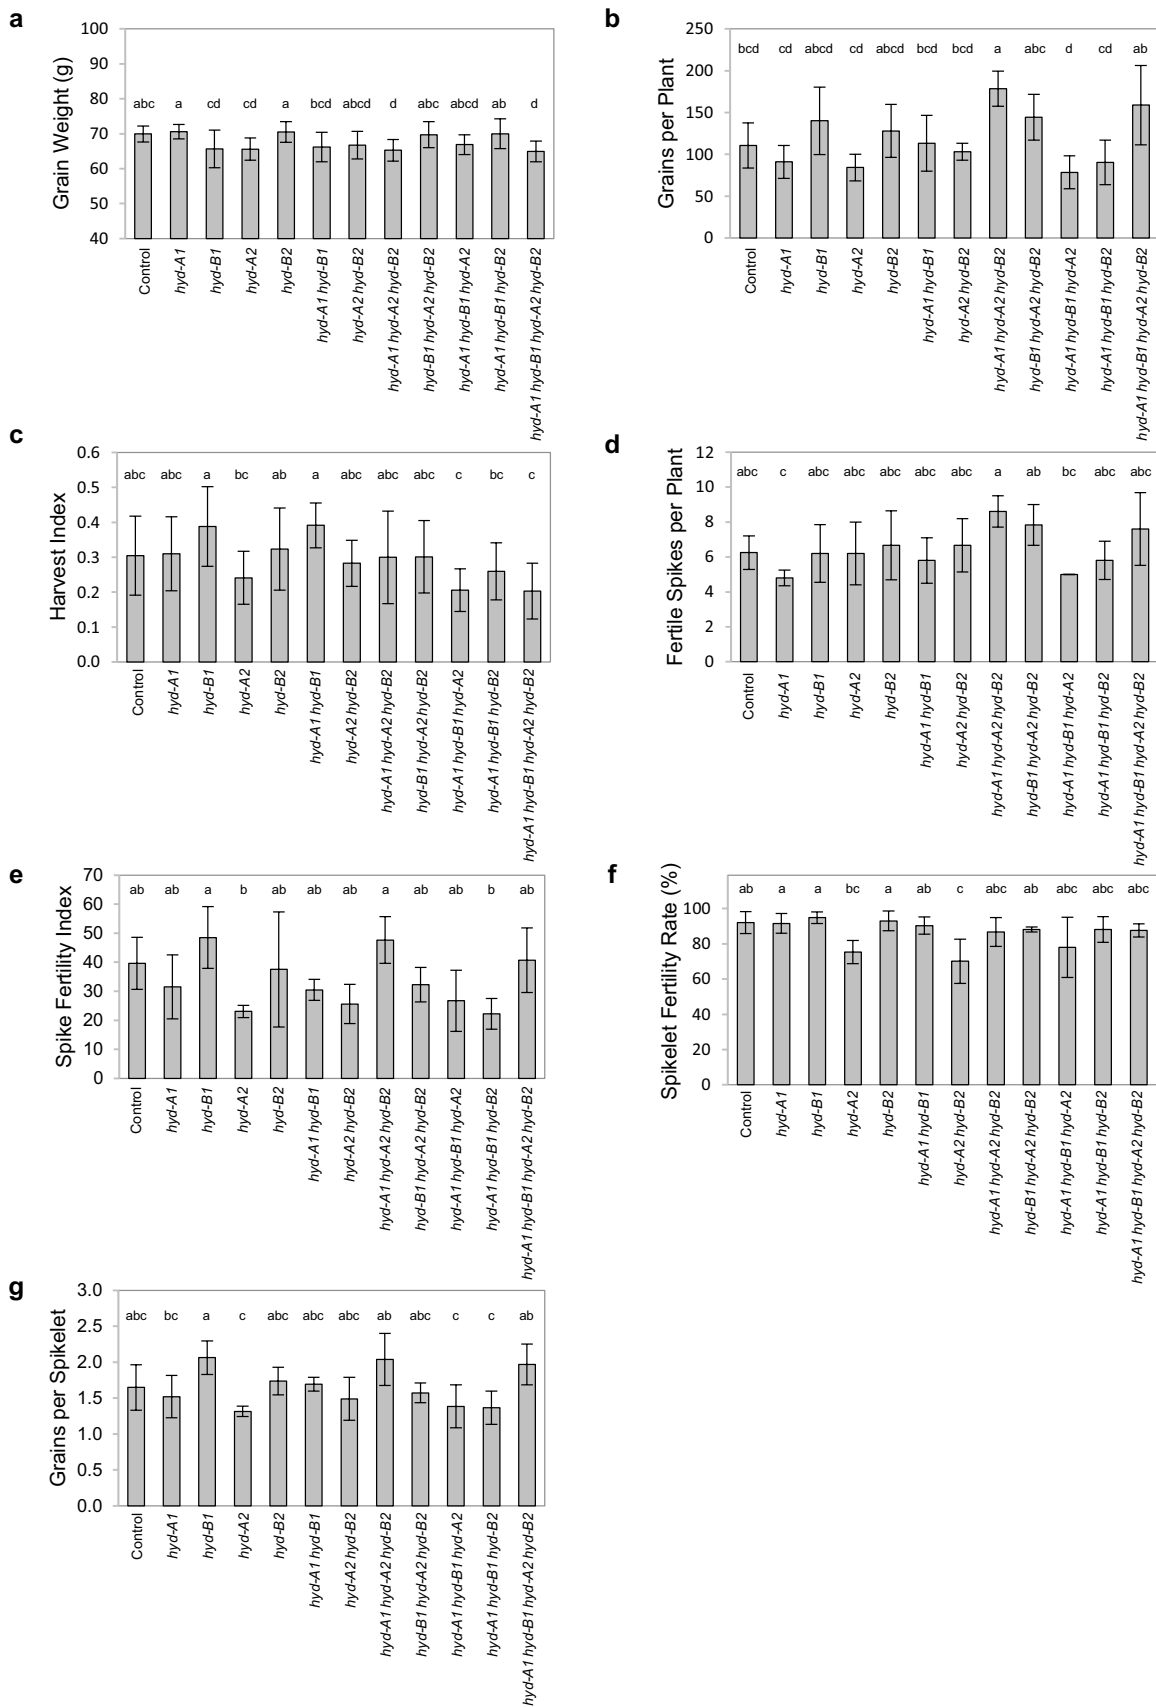 a
Grain Weight (g)
100
90
80
70
60
50
40
abc a cd cd a bcd abcd d abc abcd ab d
Control
hyd-A1
hyd-B1
hyd-A2
hyd-B2
hyd-A1 hyd-B1
hyd-A2 hyd-B2
hyd-A1 hyd-A2 hyd-B2
hyd-B1 hyd-A2 hyd-B2
hyd-A1 hyd-B1 hyd-A2
hyd-A1 hyd-B1 hyd-B2
hyd-A1 hyd-B1 hyd-A2 hyd-B2
b
Grains per Plant
250
200
150
100
50
0
bcd cd abcd cd abcd bcd bcd a abc d cd ab
Control
hyd-A1
hyd-B1
hyd-A2
hyd-B2
hyd-A1 hyd-B1
hyd-A2 hyd-B2
hyd-A1 hyd-A2 hyd-B2
hyd-B1 hyd-A2 hyd-B2
hyd-A1 hyd-B1 hyd-A2
hyd-A1 hyd-B1 hyd-B2
hyd-A1 hyd-B1 hyd-A2 hyd-B2
c
Harvest Index
0.6
0.5
0.4
0.3
0.2
0.1
0.0
abc abc a bc ab a abc abc abc c bc c
Control
hyd-A1
hyd-B1
hyd-A2
hyd-B2
hyd-A1 hyd-B1
hyd-A2 hyd-B2
hyd-A1 hyd-A2 hyd-B2
hyd-B1 hyd-A2 hyd-B2
hyd-A1 hyd-B1 hyd-A2
hyd-A1 hyd-B1 hyd-B2
hyd-A1 hyd-B1 hyd-A2 hyd-B2
d
Fertile Spikes per Plant
12
10
8
6
4
2
0
abc c abc abc abc abc abc a ab bc abc abc
Control
hyd-A1
hyd-B1
hyd-A2
hyd-B2
hyd-A1 hyd-B1
hyd-A2 hyd-B2
hyd-A1 hyd-A2 hyd-B2
hyd-B1 hyd-A2 hyd-B2
hyd-A1 hyd-B1 hyd-A2
hyd-A1 hyd-B1 hyd-B2
hyd-A1 hyd-B1 hyd-A2 hyd-B2
e
Spike Fertility Index
70
60
50
40
30
20
10
0
ab ab a b ab ab ab a ab ab b ab
Control
hyd-A1
hyd-B1
hyd-A2
hyd-B2
hyd-A1 hyd-B1
hyd-A2 hyd-B2
hyd-A1 hyd-A2 hyd-B2
hyd-B1 hyd-A2 hyd-B2
hyd-A1 hyd-B1 hyd-A2
hyd-A1 hyd-B1 hyd-B2
hyd-A1 hyd-B1 hyd-A2 hyd-B2
f
Spikelet Fertility Rate (%)
100
80
60
40
20
0
ab a a bc a ab c abc ab abc abc abc
Control
hyd-A1
hyd-B1
hyd-A2
hyd-B2
hyd-A1 hyd-B1
hyd-A2 hyd-B2
hyd-A1 hyd-A2 hyd-B2
hyd-B1 hyd-A2 hyd-B2
hyd-A1 hyd-B1 hyd-A2
hyd-A1 hyd-B1 hyd-B2
hyd-A1 hyd-B1 hyd-A2 hyd-B2
g
Grains per Spikelet
3.0
2.5
2.0
1.5
1.0
0.5
0.0
abc bc a c abc abc abc ab abc c c ab
Control
hyd-A1
hyd-B1
hyd-A2
hyd-B2
hyd-A1 hyd-B1
hyd-A2 hyd-B2
hyd-A1 hyd-A2 hyd-B2
hyd-B1 hyd-A2 hyd-B2
hyd-A1 hyd-B1 hyd-A2
hyd-A1 hyd-B1 hyd-B2
hyd-A1 hyd-B1 hyd-A2 hyd-B2